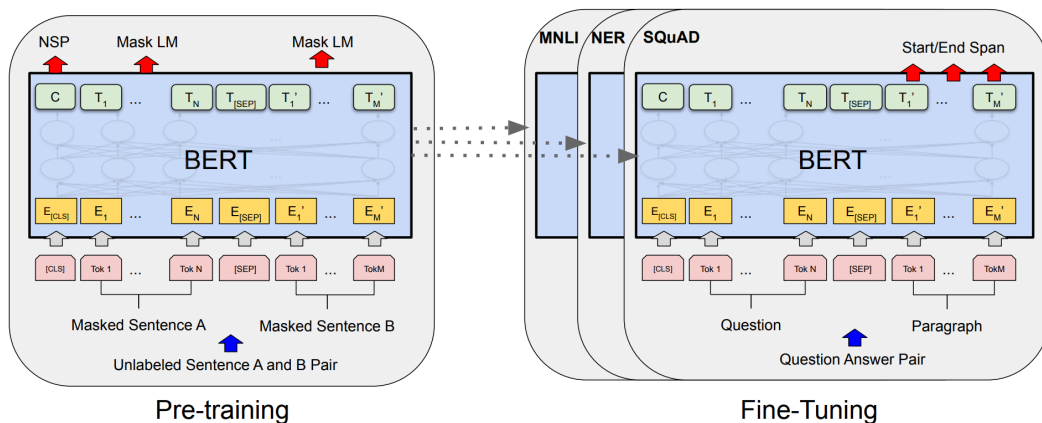 NSP Mask LM Mask LM
C T1 ... TN T[SEP] T1' ... TM'
BERT
E[CLS] E1 ... EN E[SEP] E1' ... EM'
[CLS] Tok 1 ... Tok N [SEP] Tok 1 ... TokM
Masked Sentence A Masked Sentence B
Unlabeled Sentence A and B Pair
Pre-training
MNLI NER SQuAD
Start/End Span
C T1 ... TN T[SEP] T1' ... TM'
BERT
E[CLS] E1 ... EN E[SEP] E1' ... EM'
[CLS] Tok 1 ... Tok N [SEP] Tok 1 ... TokM
Question Paragraph
Question Answer Pair
Fine-Tuning